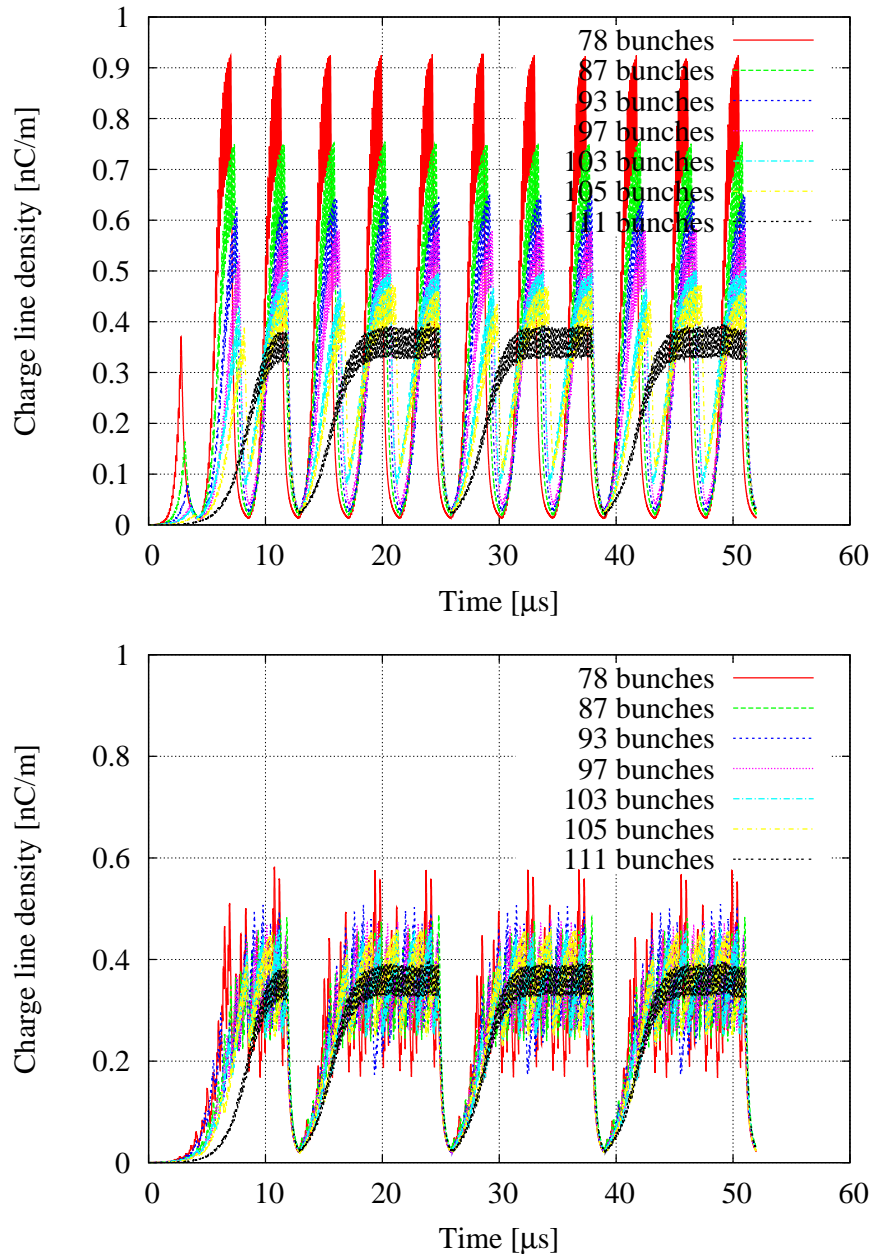 1
0.9
0.8
0.7
0.6
0.5
0.4
0.3
0.2
0.1
0
Charge line density [nC/m]
78 bunches
87 bunches
93 bunches
97 bunches
103 bunches
105 bunches
111 bunches
0 10 20 30 40 50 60
Time [μs]
1
0.8
0.6
0.4
0.2
0
Charge line density [nC/m]
78 bunches
87 bunches
93 bunches
97 bunches
103 bunches
105 bunches
111 bunches
0 10 20 30 40 50 60
Time [μs]